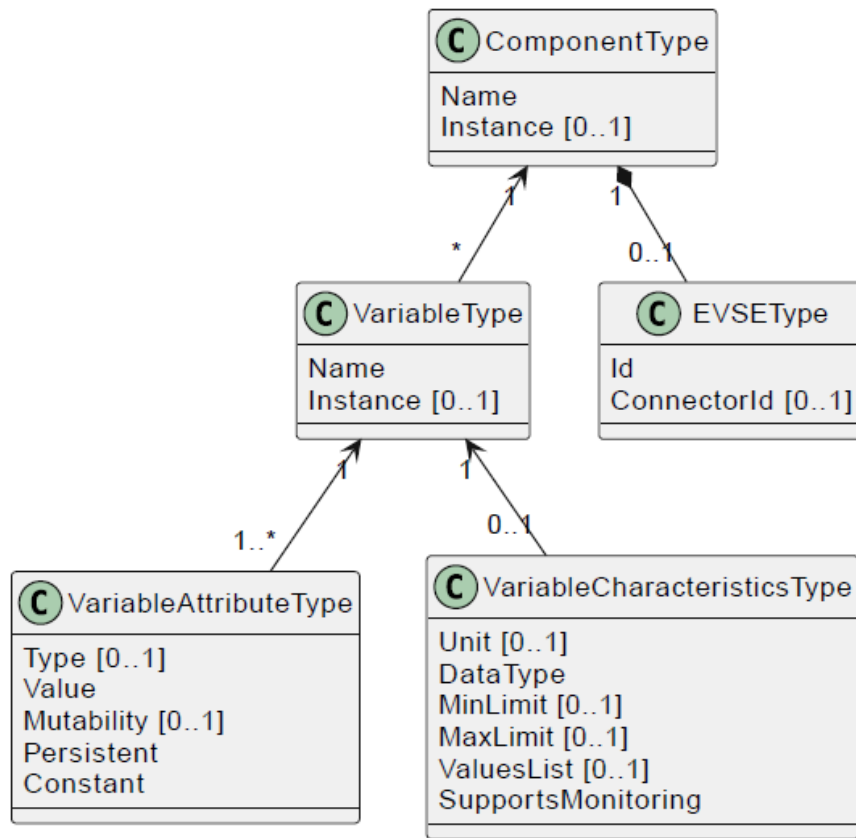 C ComponentType
Name
Instance [0..1]
1
1
*
0..1
C VariableType
Name
Instance [0..1]
C EVSEType
Id
ConnectorId [0..1]
1
1
1..*
0..1
C VariableAttributeType
Type [0..1]
Value
Mutability [0..1]
Persistent
Constant
C VariableCharacteristicsType
Unit [0..1]
DataType
MinLimit [0..1]
MaxLimit [0..1]
ValuesList [0..1]
SupportsMonitoring